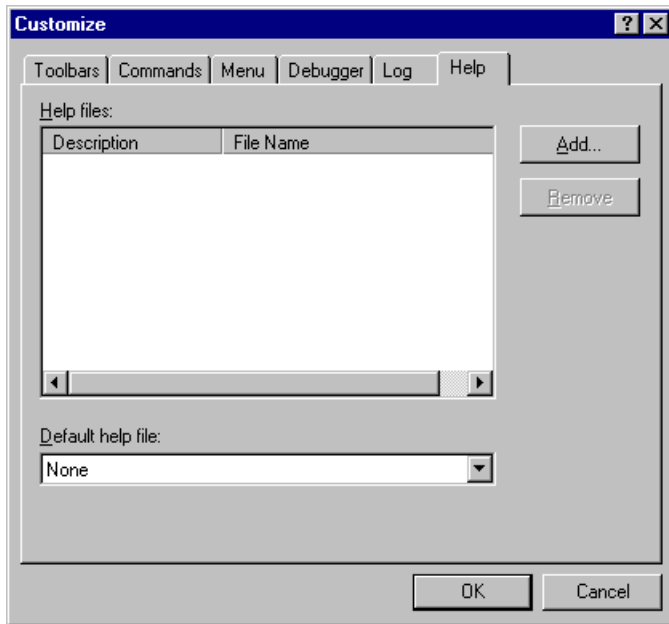 Customize
Toolbars Commands Menu Debugger Log Help
Help files:
Description File Name
Add...
Remove
Default help file:
None
OK Cancel